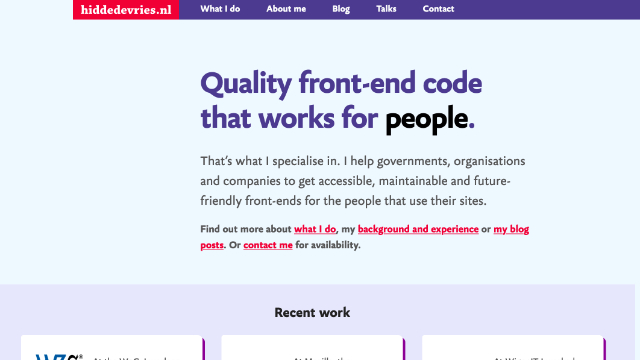 hiddedevries.nl What I do About me Blog Talks Contact
Quality front-end code
that works for people.
That's what I specialise in. I help governments, organisations
and companies to get accessible, maintainable and future-
friendly front-ends for the people that use their sites.
Find out more about what I do, my background and experience or my blog
posts. Or contact me for availability.
Recent work